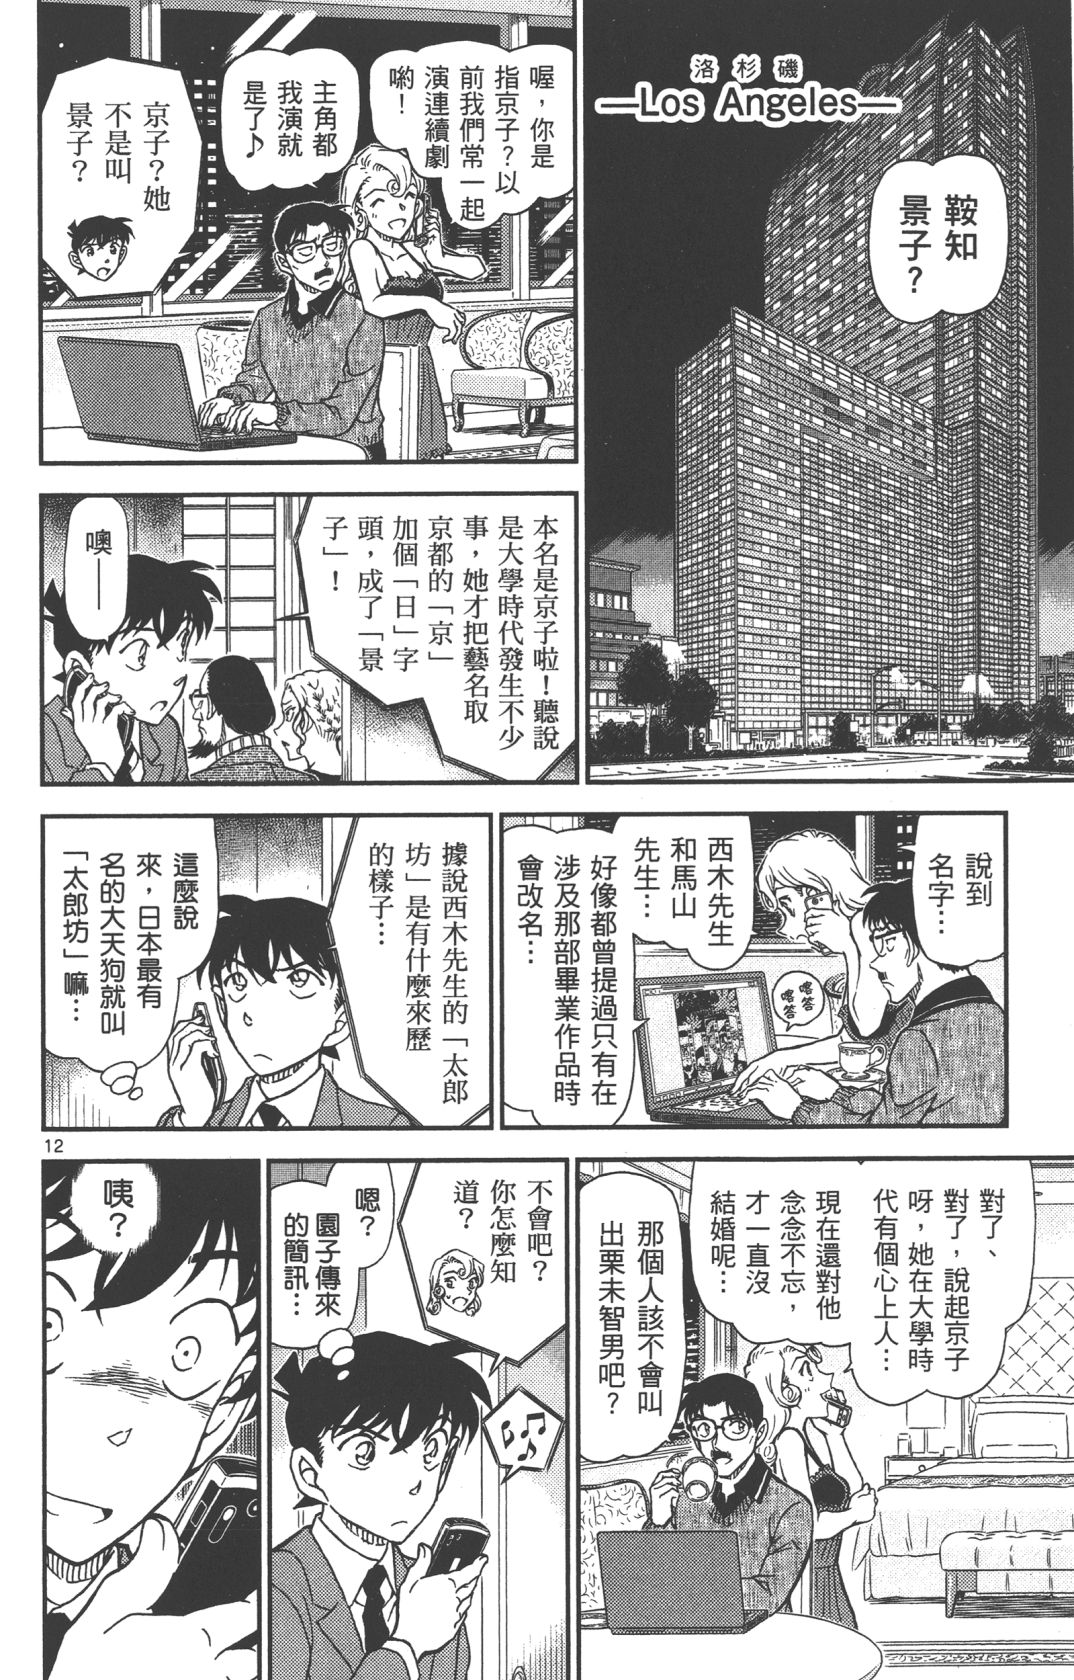 洛杉磯
—Los Angeles—
鞍知
景子？
喔，你是
指京子？以
前我們常一起
演連續劇
喲！
主角都
我演就
是了♪
京子？她
不是叫
景子？
本名是京子啦！聽說
是大學時代發生不少
事，她才把藝名取
京都的「京」
加個「日」字
頭，成了「景
子」！
噢—
說到
名字…
西木先生
和馬山
先生…
喀答
喀答
好像都曾提過只有在
涉及那部畢業作品時
會改名…
據說西木先生的「太郎
坊」是有什麼來歷
的樣子…
這麼說
來，日本最有
名的大天狗就叫
「太郎坊」嘛…
12
對了、
對了，說起京子
呀，她在大學時
代有個心上人…
現在還對他
念念不忘，
才一直沒
結婚呢…
那個人該不會叫
出栗未智男吧？
不會吧？
你怎麼知
道？
嗯？
園子傳來
的簡訊…
咦？